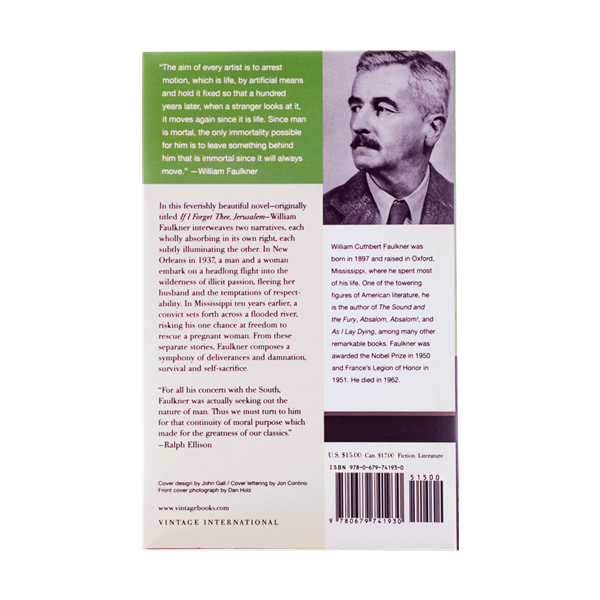 “The aim of every artist is to arrest
motion, which is life, by artificial means
and hold it fixed so that a hundred
years later, when a stranger looks at it,
it moves again since it is life. Since man
is mortal, the only immortality possible
for him is to leave something behind
him that is immortal since it will always
move.” —William Faulkner
In this feverishly beautiful novel—originally
titled If I Forget Thee, Jerusalem—William
Faulkner interweaves two narratives, each
wholly absorbing in its own right, each
subtly illuminating the other. In New
Orleans in 1937, a man and a woman
embark on a headlong flight into the
wilderness of illicit passion, fleeing her
husband and the temptations of respect-
ability. In Mississippi ten years earlier, a
convict sets forth across a flooded river,
risking his one chance at freedom to
rescue a pregnant woman. From these
separate stories, Faulkner composes a
symphony of deliverances and damnation,
survival and self-sacrifice.
“For all his concern with the South,
Faulkner was actually seeking out the
nature of man. Thus we must turn to him
for that continuity of moral purpose which
made for the greatness of our classics.”
—Ralph Ellison
Cover design by John Gall / Cover lettering by Jon Contino
Front cover photograph by Dan Holz
www.vintagebooks.com
VINTAGE INTERNATIONAL
William Cuthbert Faulkner was
born in 1897 and raised in Oxford,
Mississippi, where he spent most
of his life. One of the towering
figures of American literature, he
is the author of The Sound and
the Fury, Absalom, Absalom!, and
As I Lay Dying, among many other
remarkable books. Faulkner was
awarded the Nobel Prize in 1950
and France's Legion of Honor in
1951. He died in 1962.
U.S. $15.00 Can. $17.00 Fiction/Literature
ISBN 978-0-679-74193-0
51500
9 780679 741930